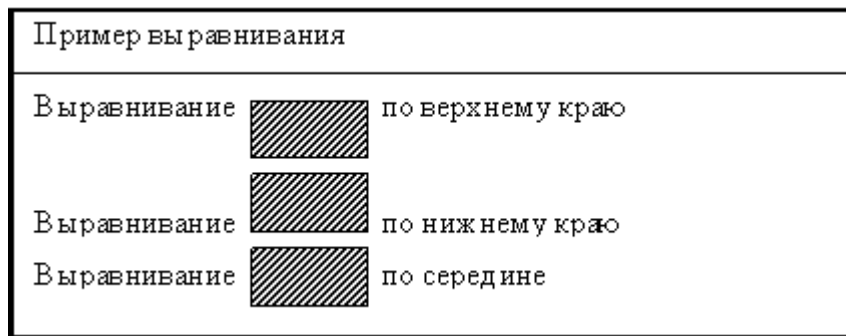 Пример выравнивания
Выравнивание по верхнему краю
Выравнивание по нижнему краю
Выравнивание по середине